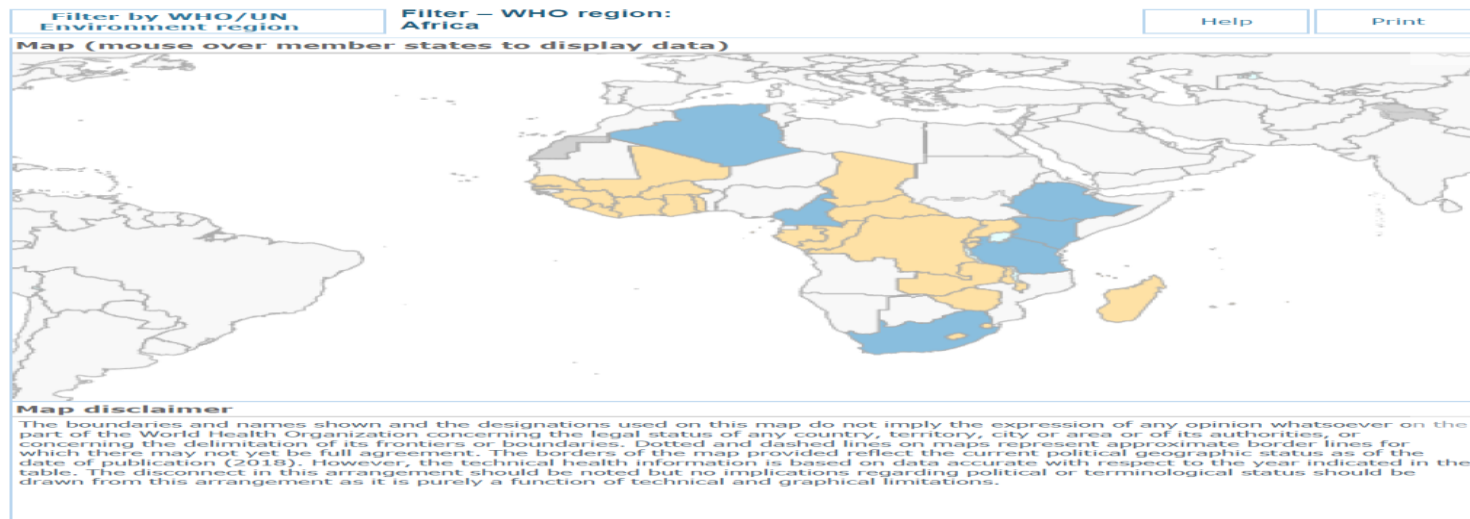 Filter by WHO/UN
Environment region
Filter – WHO region:
Africa
Help
Print
Map (mouse over member states to display data)
Map disclaimer
The boundaries and names shown and the designations used on this map do not imply the expression of any opinion whatsoever on the
part of the World Health Organization concerning the legal status of any country, territory, city or area or of its authorities, or
concerning the delimitation of its frontiers or boundaries. Dotted and dashed lines on maps represent approximate border lines for
which there may not yet be full agreement. The borders of the map provided reflect the current political geographic status as of the
date of publication (2018). However, the technical health information is based on data accurate with respect to the year indicated in the
table. The disconnect in this arrangement should be noted but no implications regarding political or terminological status should be
drawn from this arrangement as it is purely a function of technical and graphical limitations.